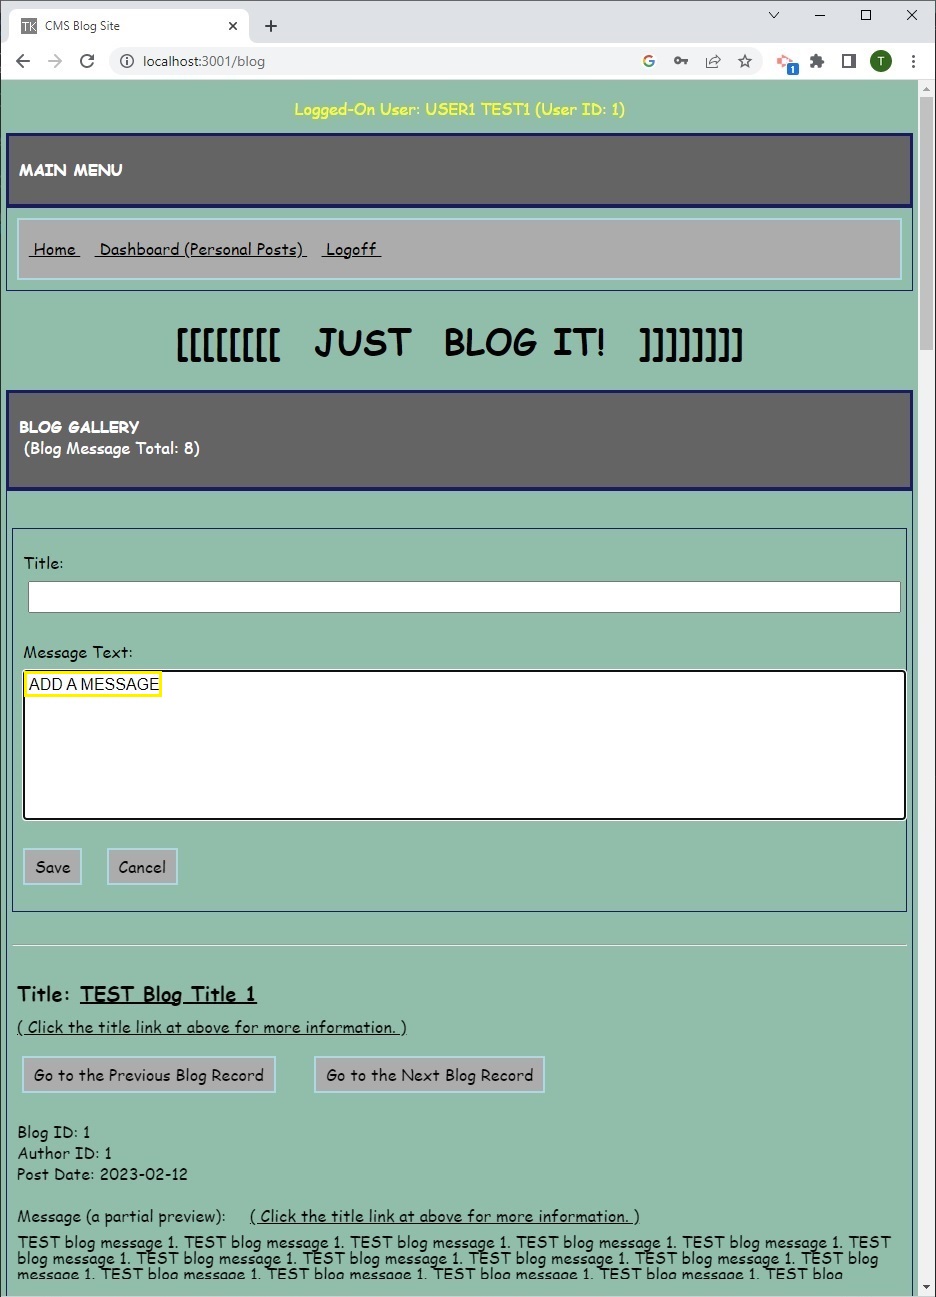 TK CMS Blog Site
localhost:3001/blog
1
T
Logged-On User: USER1 TEST1 (User ID: 1)
MAIN MENU
Home Dashboard (Personal Posts) Logoff
[[[[[[[[ JUST BLOG IT! ]]]]]]]]
BLOG GALLERY
(Blog Message Total: 8)
Title:
Message Text:
ADD A MESSAGE
Save Cancel
Title: TEST Blog Title 1
( Click the title link at above for more information. )
Go to the Previous Blog Record Go to the Next Blog Record
Blog ID: 1
Author ID: 1
Post Date: 2023-02-12
Message (a partial preview): ( Click the title link at above for more information. )
TEST blog message 1. TEST blog message 1. TEST blog message 1. TEST blog message 1. TEST blog message 1. TEST
blog message 1. TEST blog message 1. TEST blog message 1. TEST blog message 1. TEST blog message 1. TEST blog
message 1. TEST blog message 1. TEST blog message 1. TEST blog message 1. TEST blog message 1. TEST blog